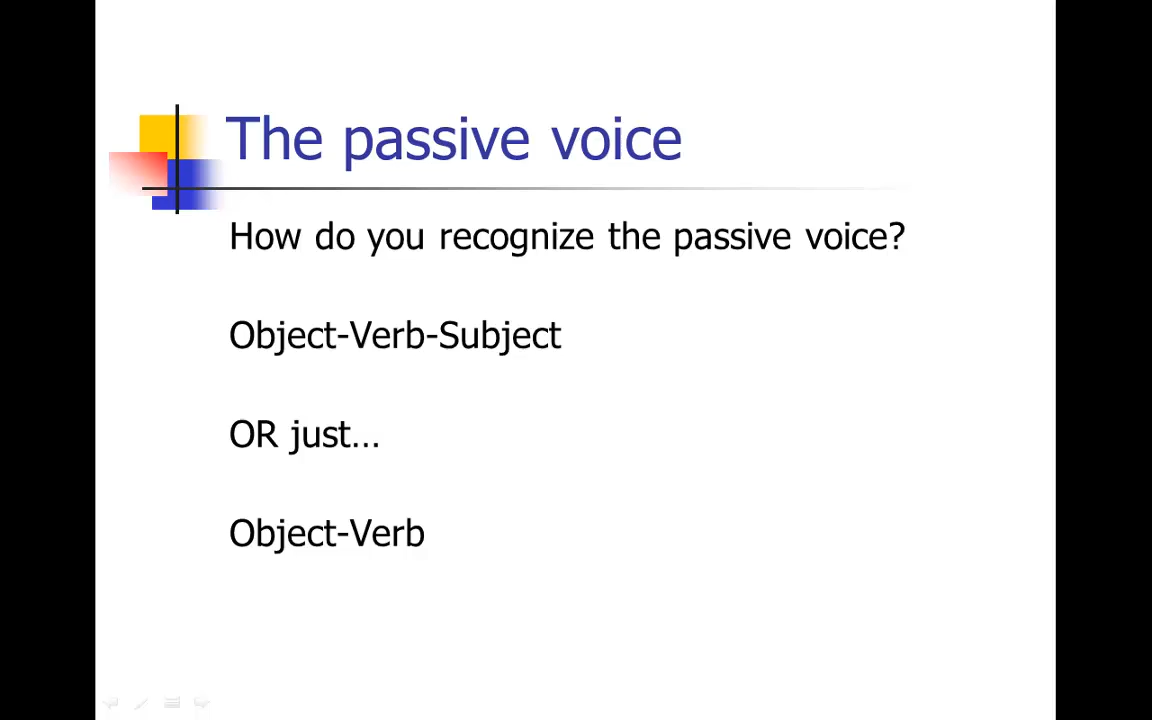 The passive voice
How do you recognize the passive voice?
Object-Verb-Subject
OR just…
Object-Verb